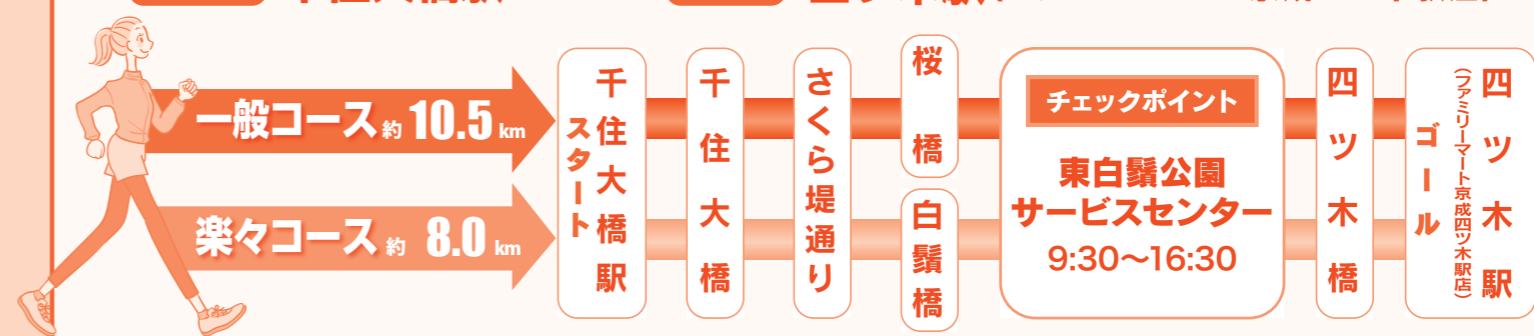 一般コース 約 10.5 km
楽々コース 約 8.0 km
千住大橋駅
スタート
千住大橋
さくら堤通り
桜橋
白鬚橋
チェックポイント
東白鬚公園
サービスセンター
9:30〜16:30
四ツ木橋
四ツ木駅
(ファミリーマート京成四ツ木駅店)
ゴール